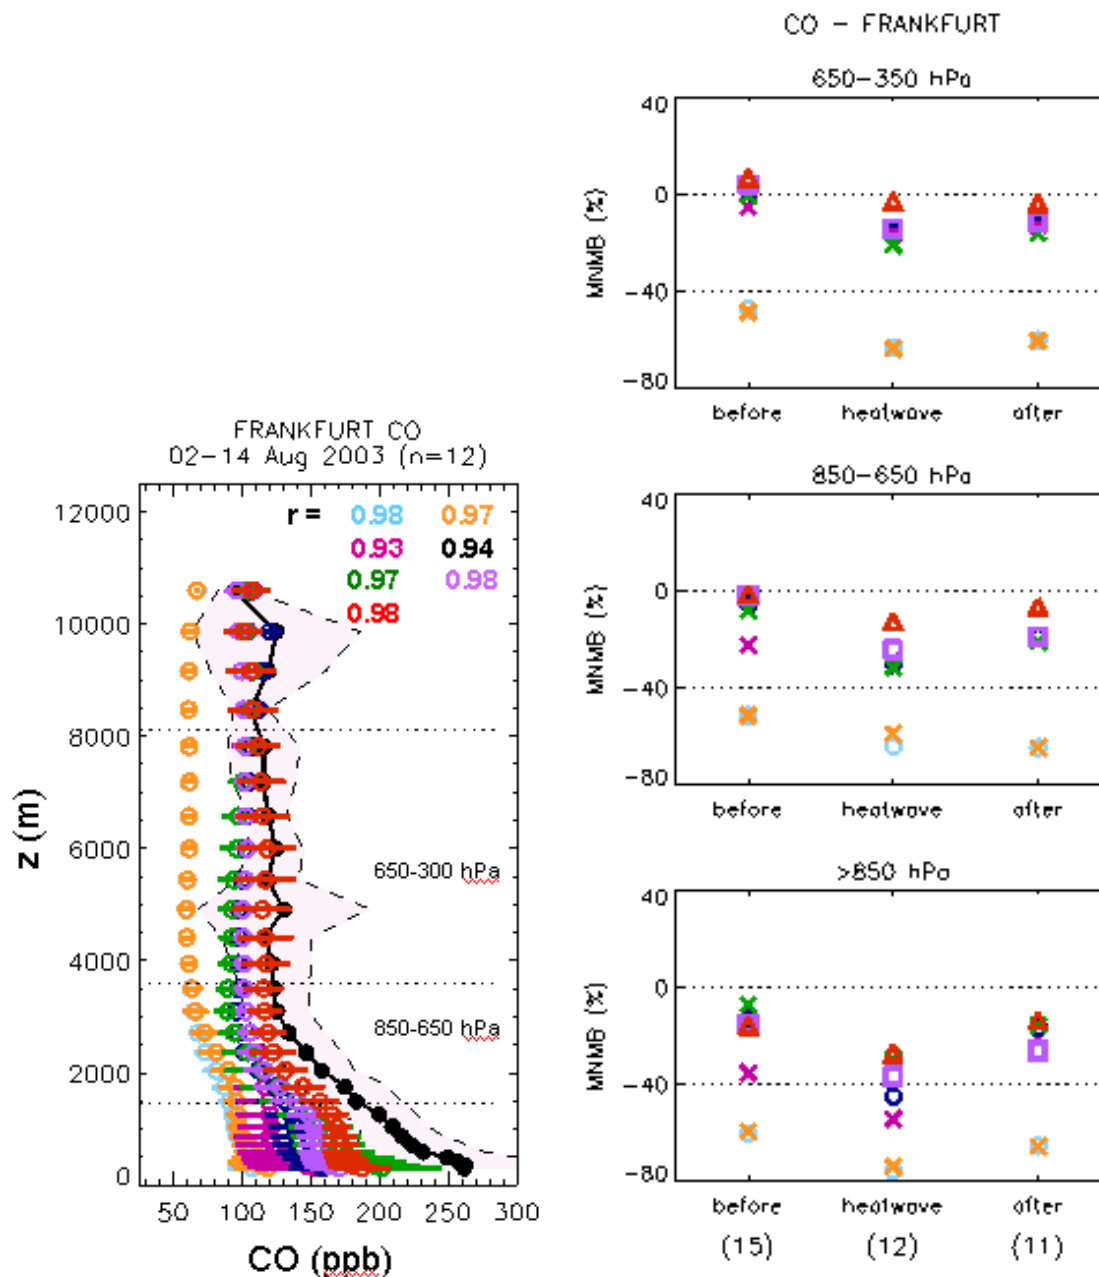 CO – FRANKFURT
650–350 hPa
40
0
−40
−80
MNMB (%)
before heatwave after
FRANKFURT CO
02–14 Aug 2003 (n=12)
r = 0.98 0.97
0.93 0.94
0.97 0.98
0.98
12000
10000
8000
6000
4000
2000
0
z (m)
650-300 hPa
850-650 hPa
50 100 150 200 250 300
CO (ppb)
850–650 hPa
40
0
−40
−80
MNMB (%)
before heatwave after
>850 hPa
40
0
−40
−80
MNMB (%)
before heatwave after
(15) (12) (11)